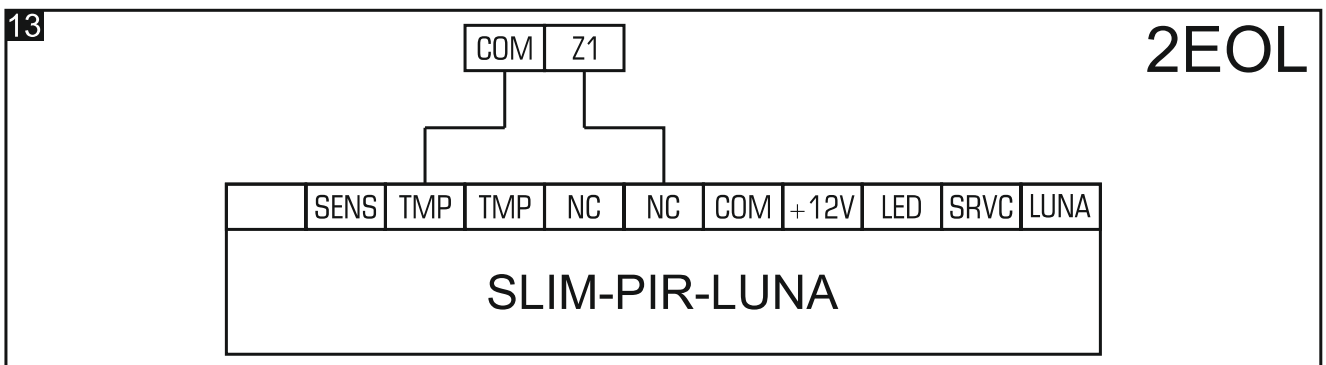 13
2EOL
COM Z1
SENS TMP TMP NC NC COM +12V LED SRVC LUNA
SLIM-PIR-LUNA